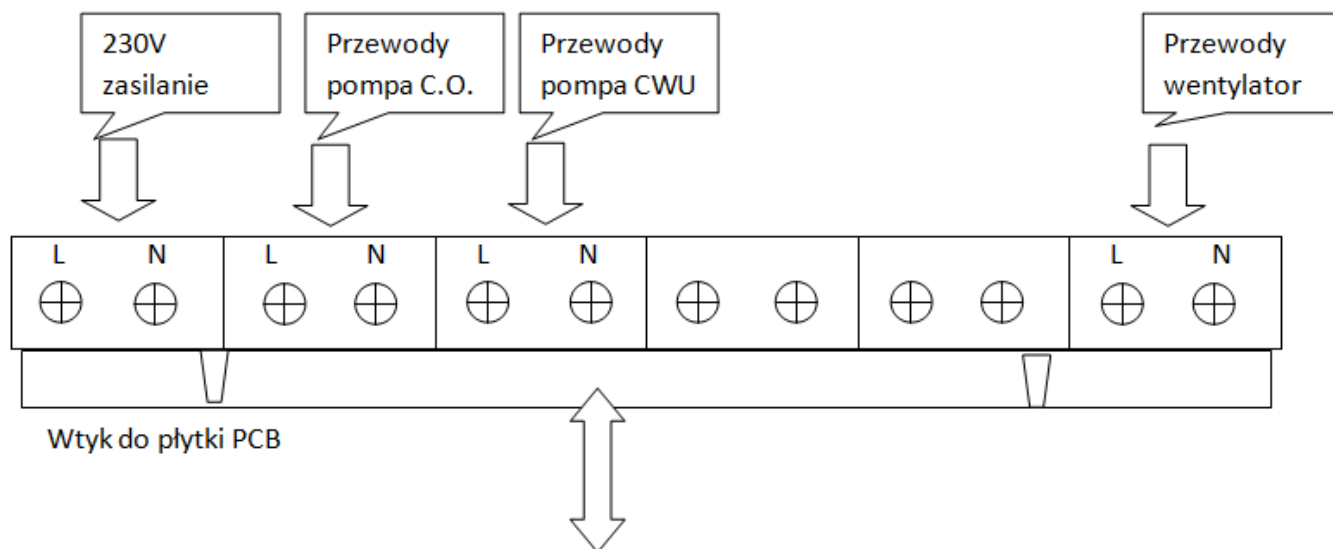 230V
zasilanie
Przewody
pompa C.O.
Przewody
pompa CWU
Przewody
wentylator
L N L N L N L N
Wtyk do płytki PCB